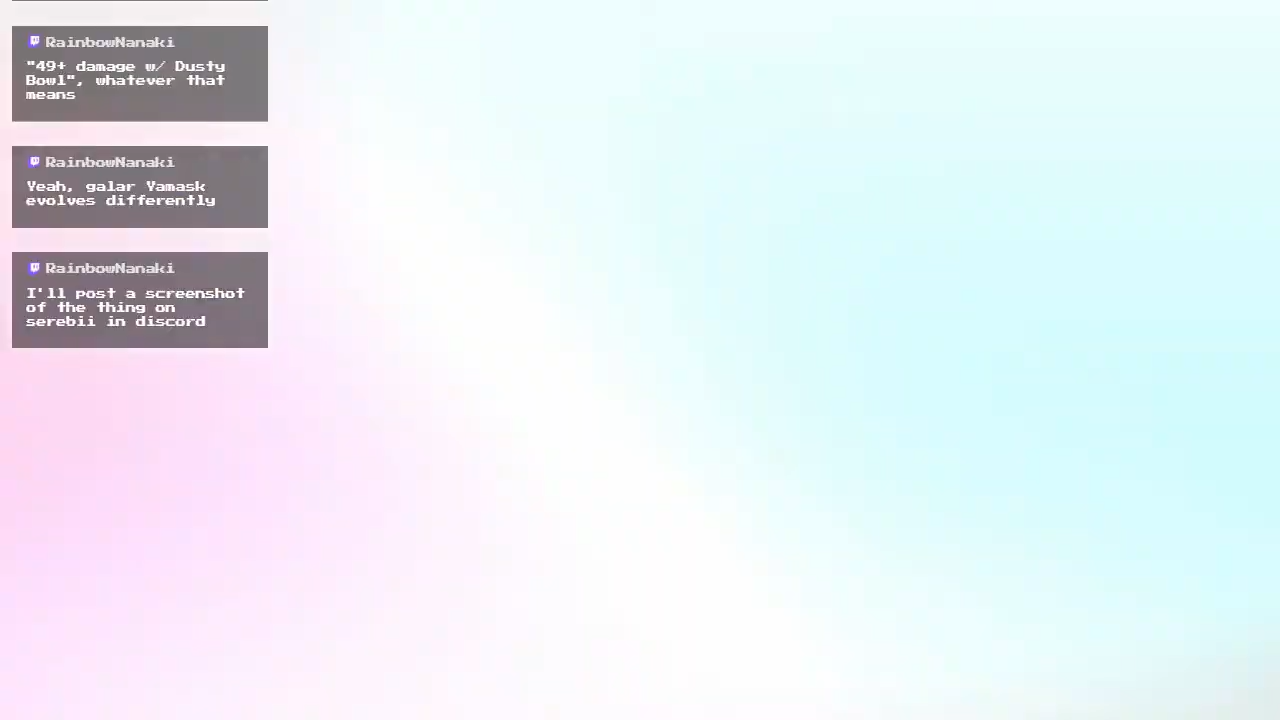 RainbowNanaki
"49+ damage w/ Dusty
Bowl", whatever that
means
RainbowNanaki
Yeah, galar Yamask
evolves differently
RainbowNanaki
I'll post a screenshot
of the thing on
serebii in discord